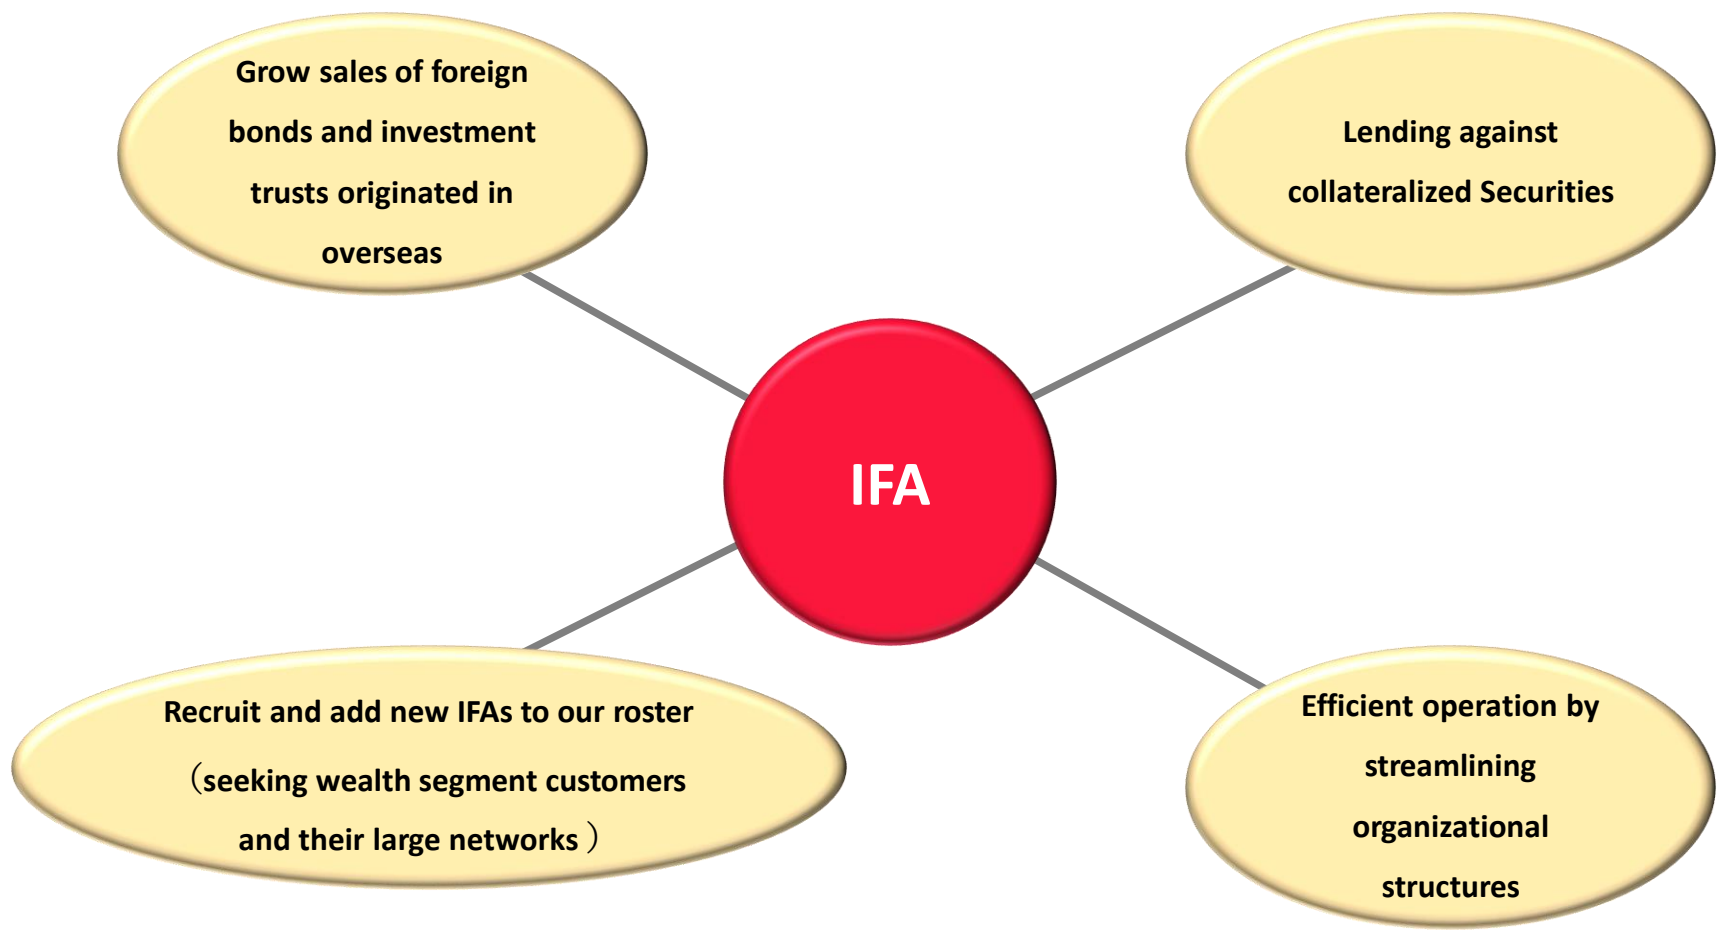 Grow sales of foreign
bonds and investment
trusts originated in
overseas
Lending against
collateralized Securities
IFA
Recruit and add new IFAs to our roster
（seeking wealth segment customers
and their large networks ）
Efficient operation by
streamlining
organizational
structures